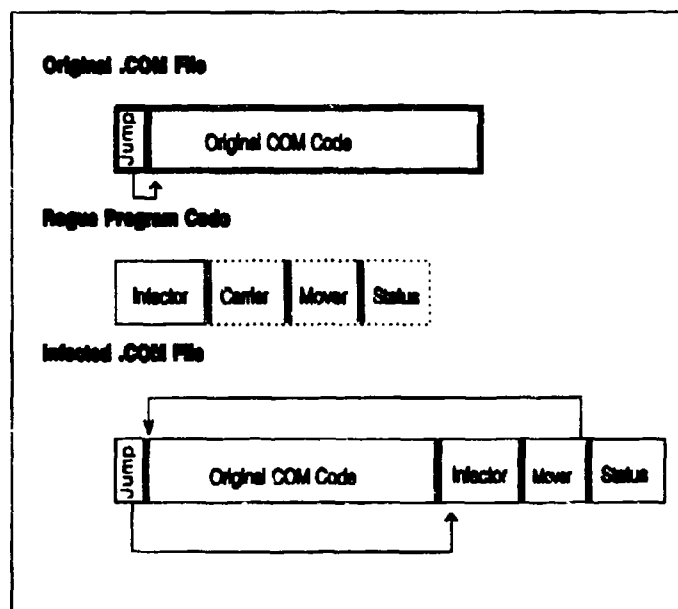 Original .COM File
Jump
Original COM Code
Rogue Program Code
Infector Carrier Mover Status
Infected .COM File
Jump
Original COM Code Infector Mover Status